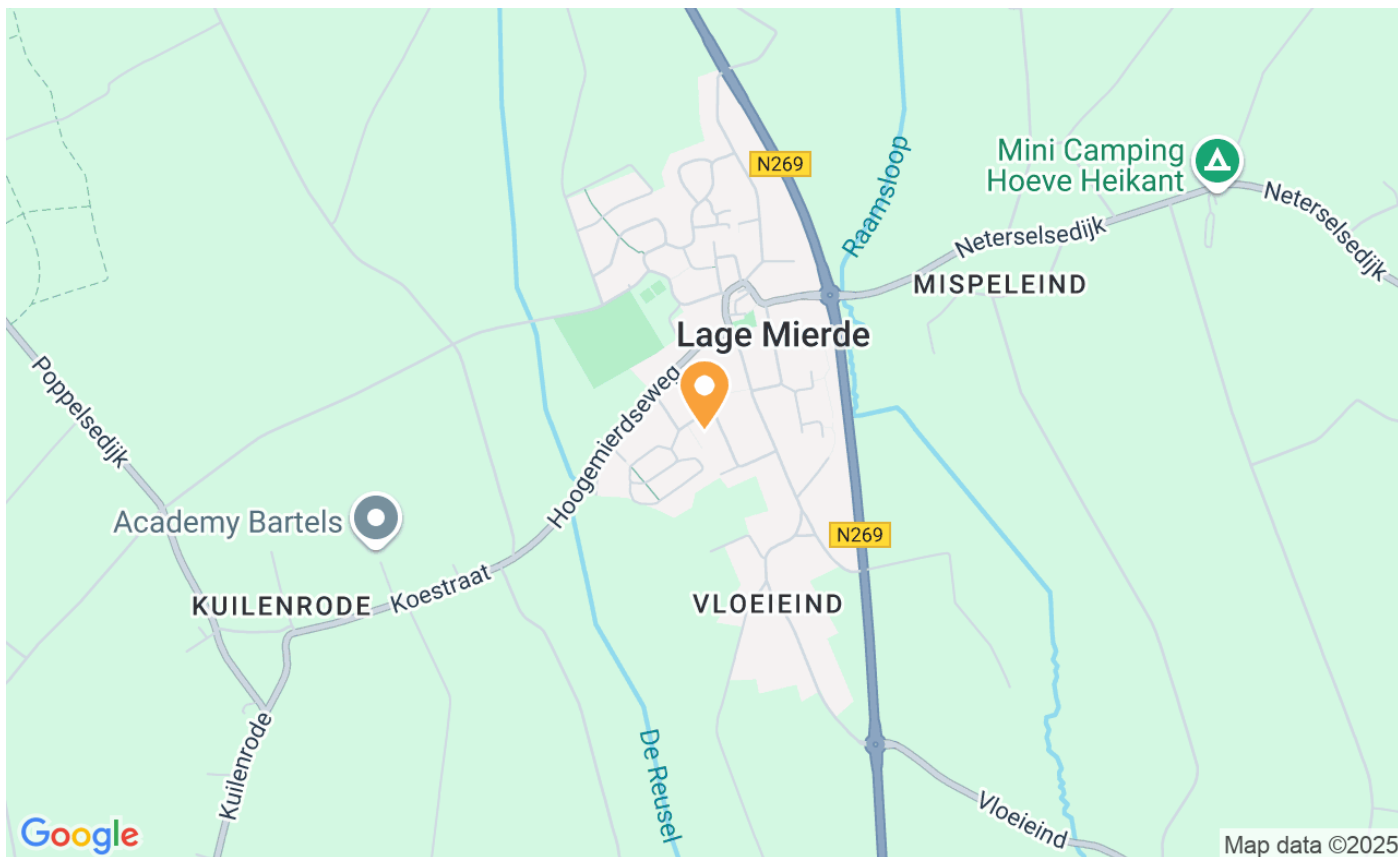 N269
Raamsloop
Mini Camping
Hoeve Heikant
Neterselsedijk
Neterselsedijk
MISPELEIND
Lage Mierde
Poppelsedijk
Hoogemierdseweg
Academy Bartels
N269
KUILENRODE
Koestraat
VLOEIEIND
Kuilenrode
De Reusel
Vloeieind
Google
Map data ©2025